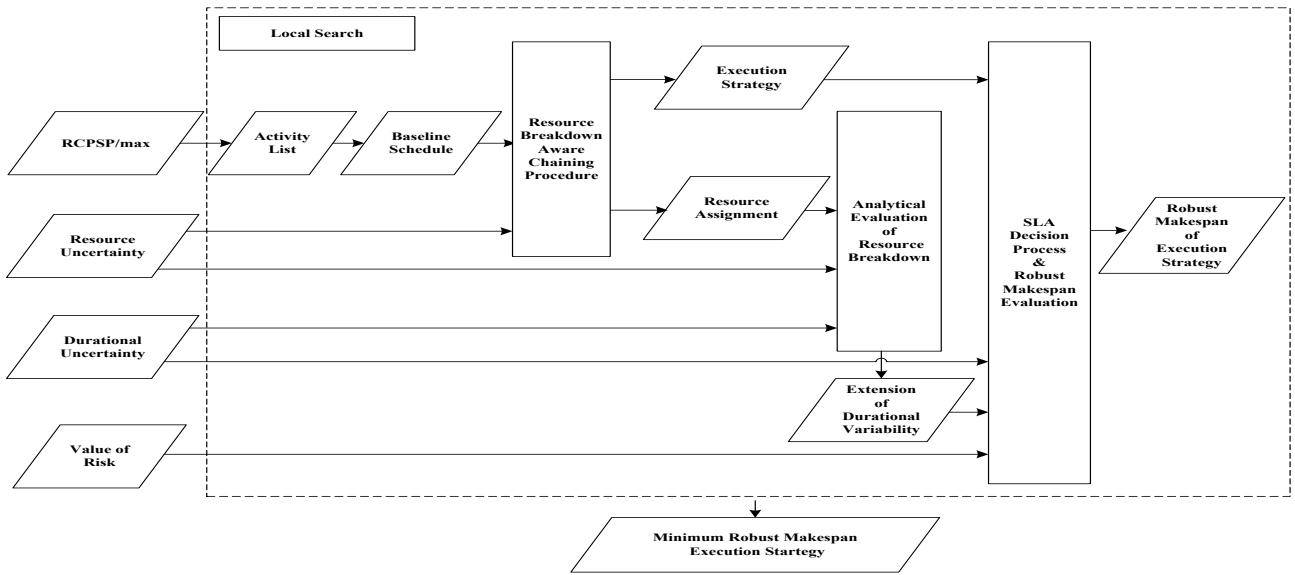 Local Search
RCPSP/max
Activity
List
Baseline
Schedule
Resource
Breakdown
Aware
Chaining
Procedure
Execution
Strategy
Resource
Assignment
Resource
Uncertainty
Analytical
Evaluation
of
Resource
Breakdown
SLA
Decision
Process
&
Robust
Makespan
Evaluation
Robust
Makespan
of
Execution
Strategy
Durational
Uncertainty
Extension
of
Durational
Variability
Value of
Risk
Minimum Robust Makespan
Execution Startegy